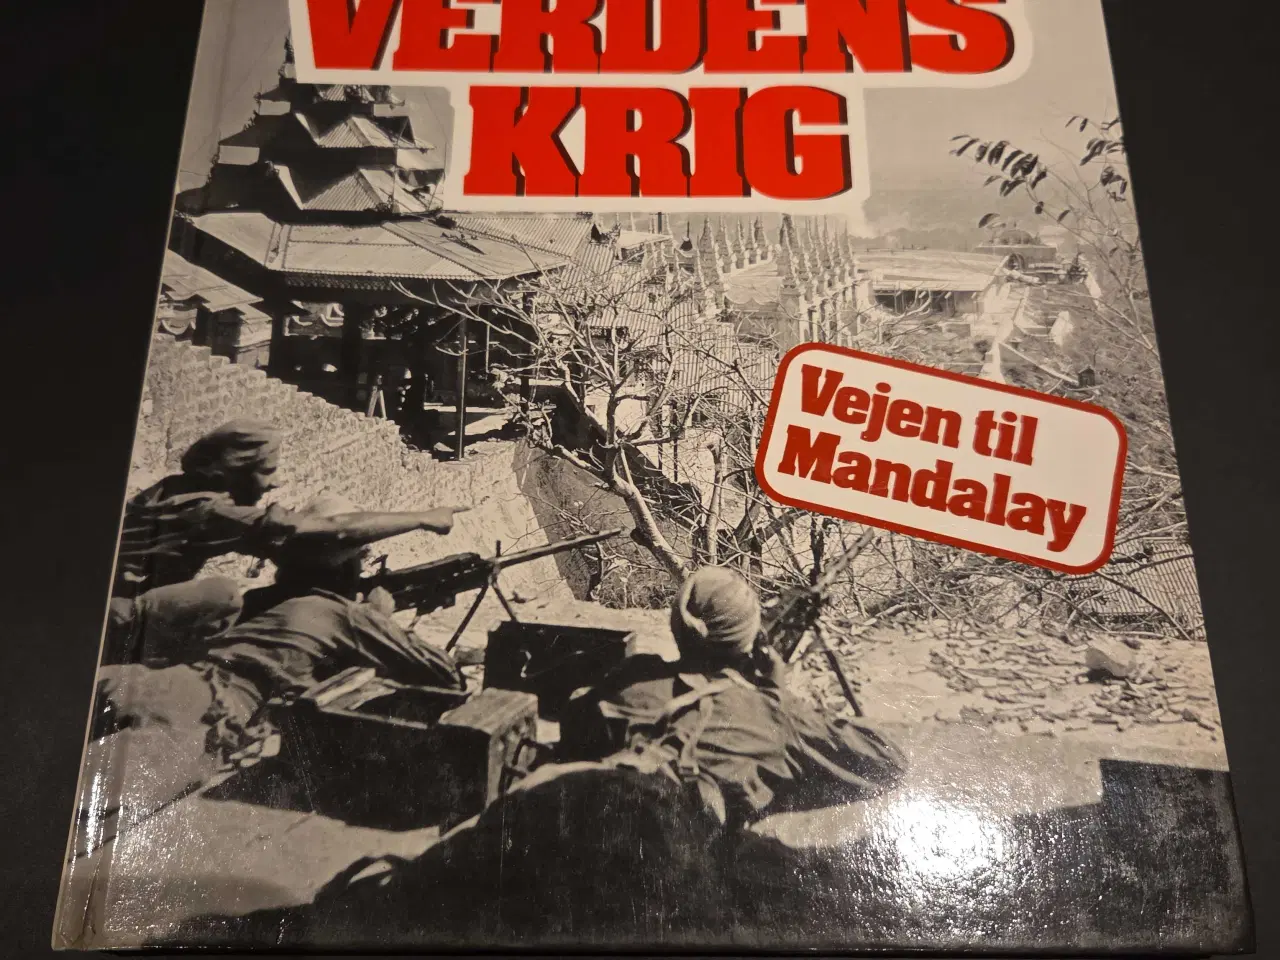 VERDENS
KRIG
Vejen til
Mandalay